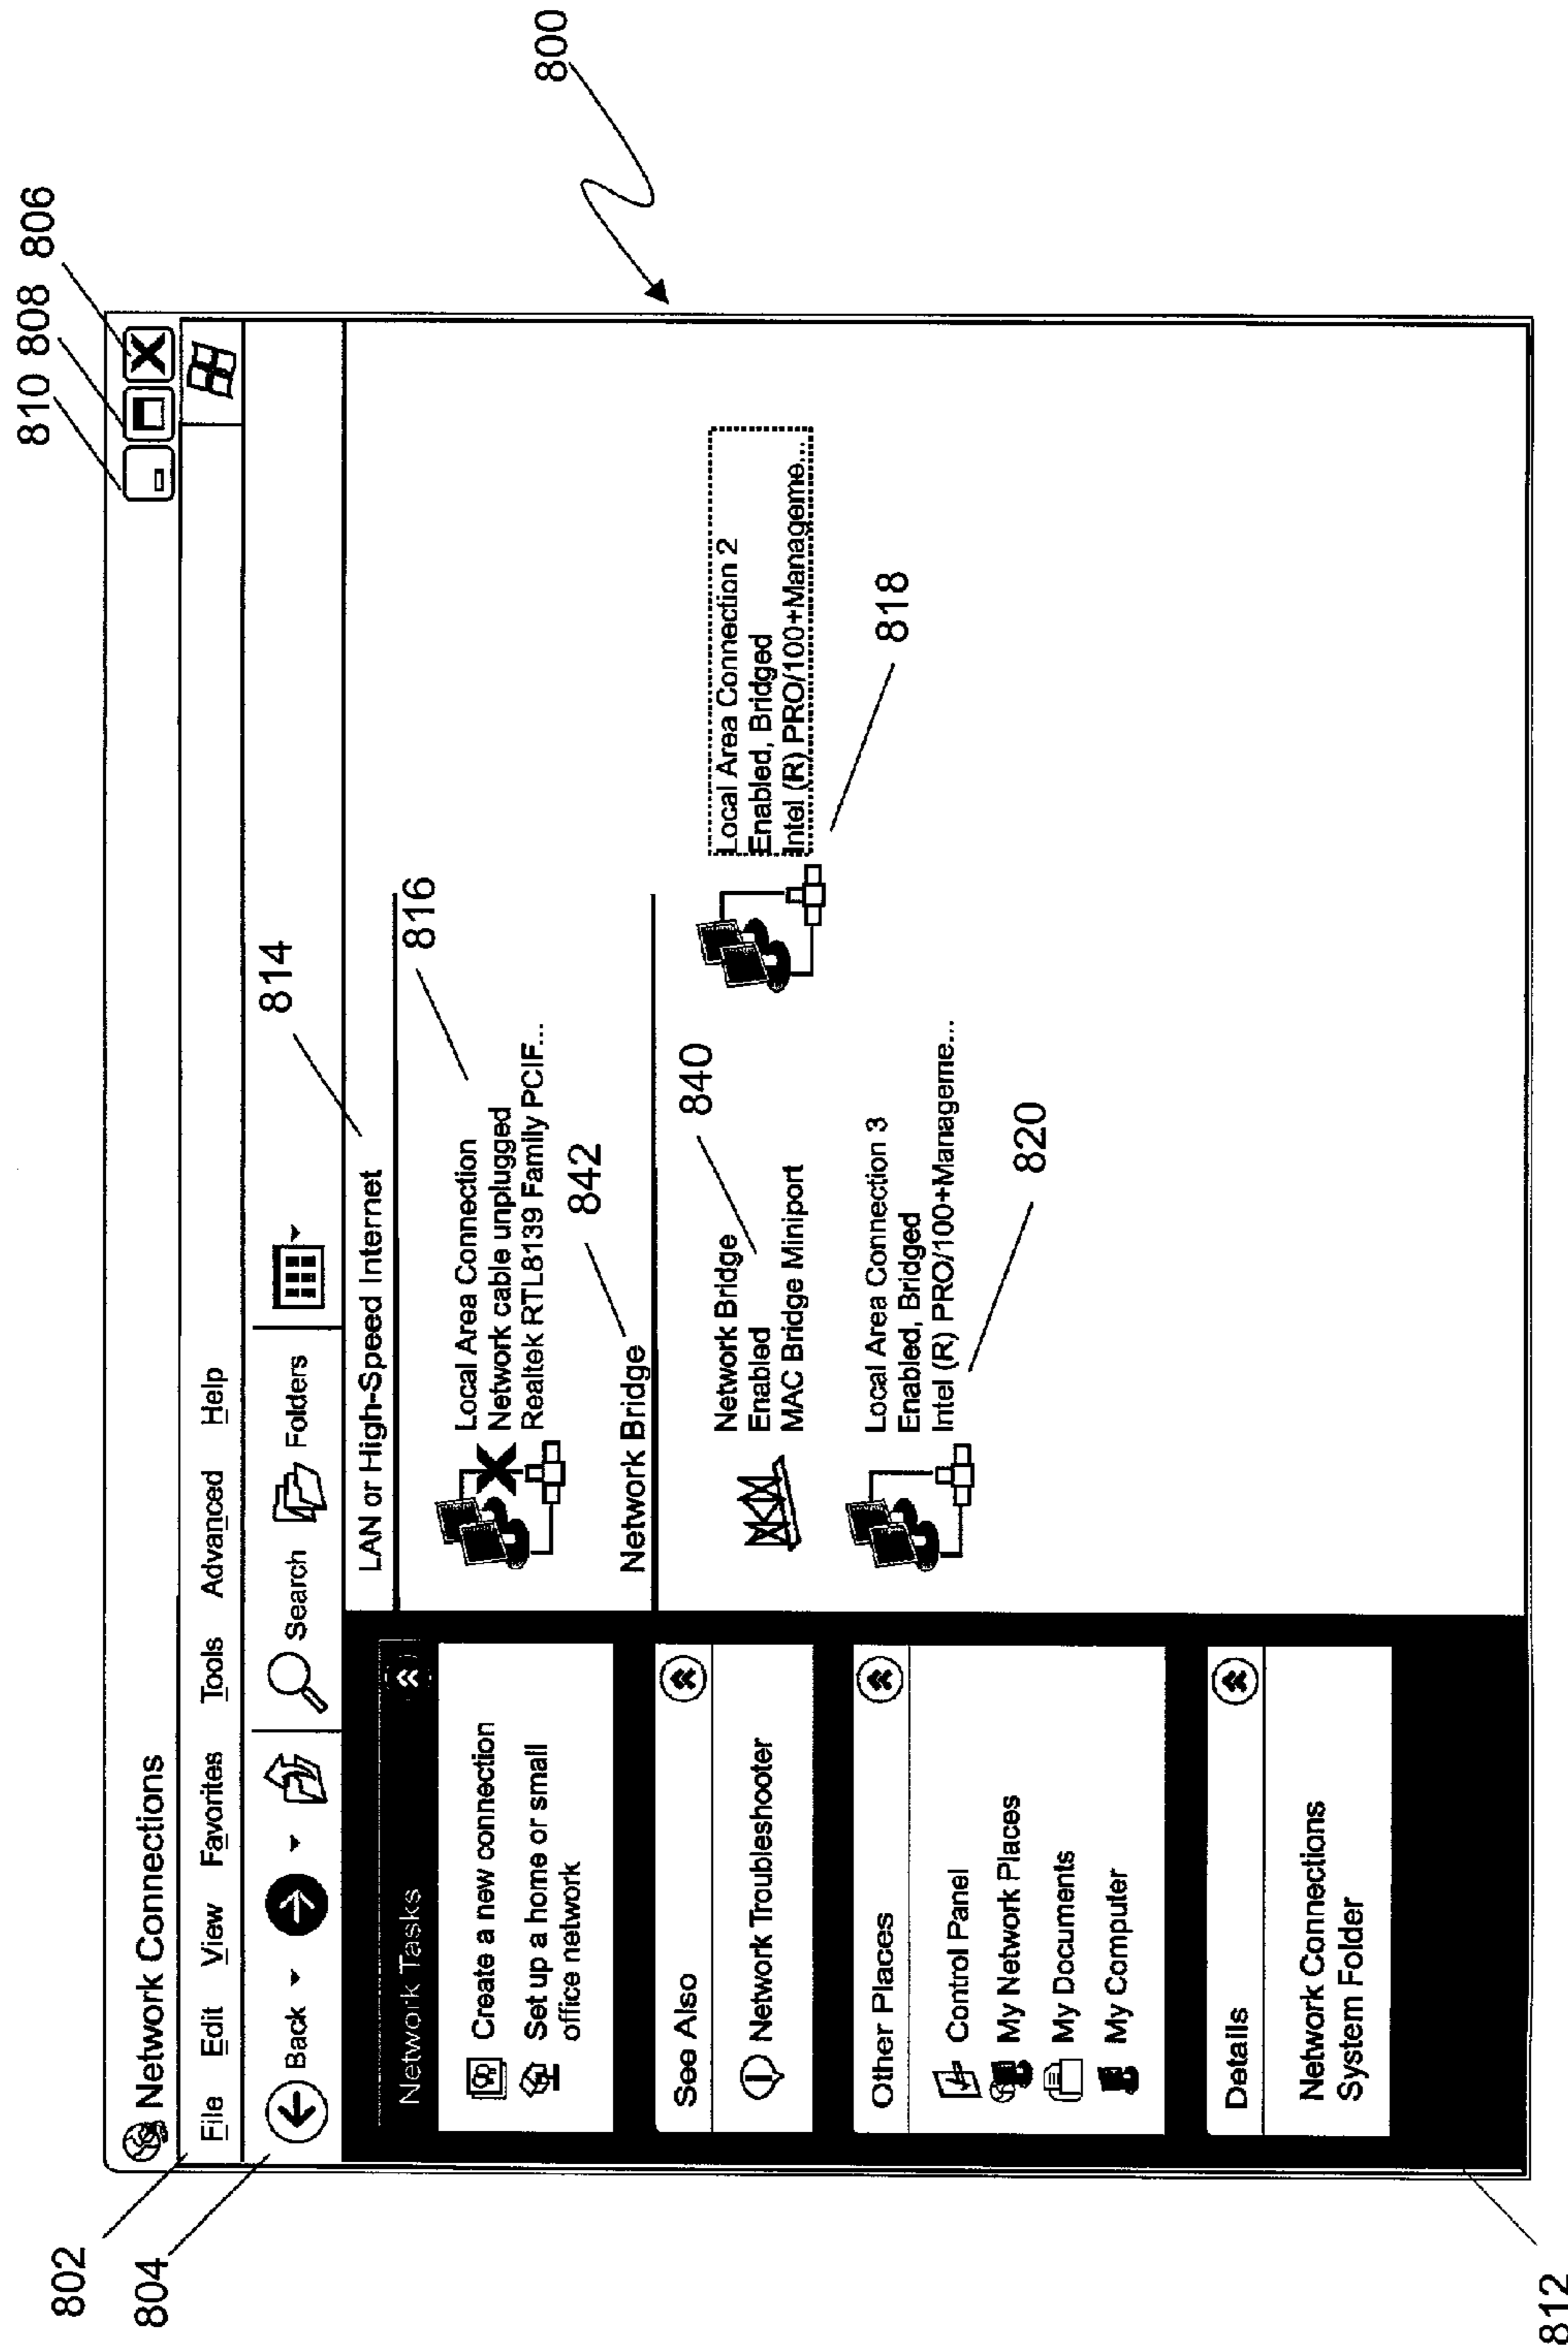 810 808 806
800
Network Connections
802
File Edit View Favorites Tools Advanced Help
804
Back Search Folders
814
Network Tasks
Create a new connection
Set up a home or small
office network
See Also
Network Troubleshooter
Other Places
Control Panel
My Network Places
My Documents
My Computer
Details
Network Connections
System Folder
812
LAN or High-Speed Internet
816
Local Area Connection
Network cable unplugged
Realtek RTL8139 Family PCIF...
842
Network Bridge
840
Network Bridge
Enabled
MAC Bridge Miniport
Local Area Connection 2
Enabled, Bridged
Intel (R) PRO/100+Manageme...
818
Local Area Connection 3
Enabled, Bridged
Intel (R) PRO/100+Manageme...
820